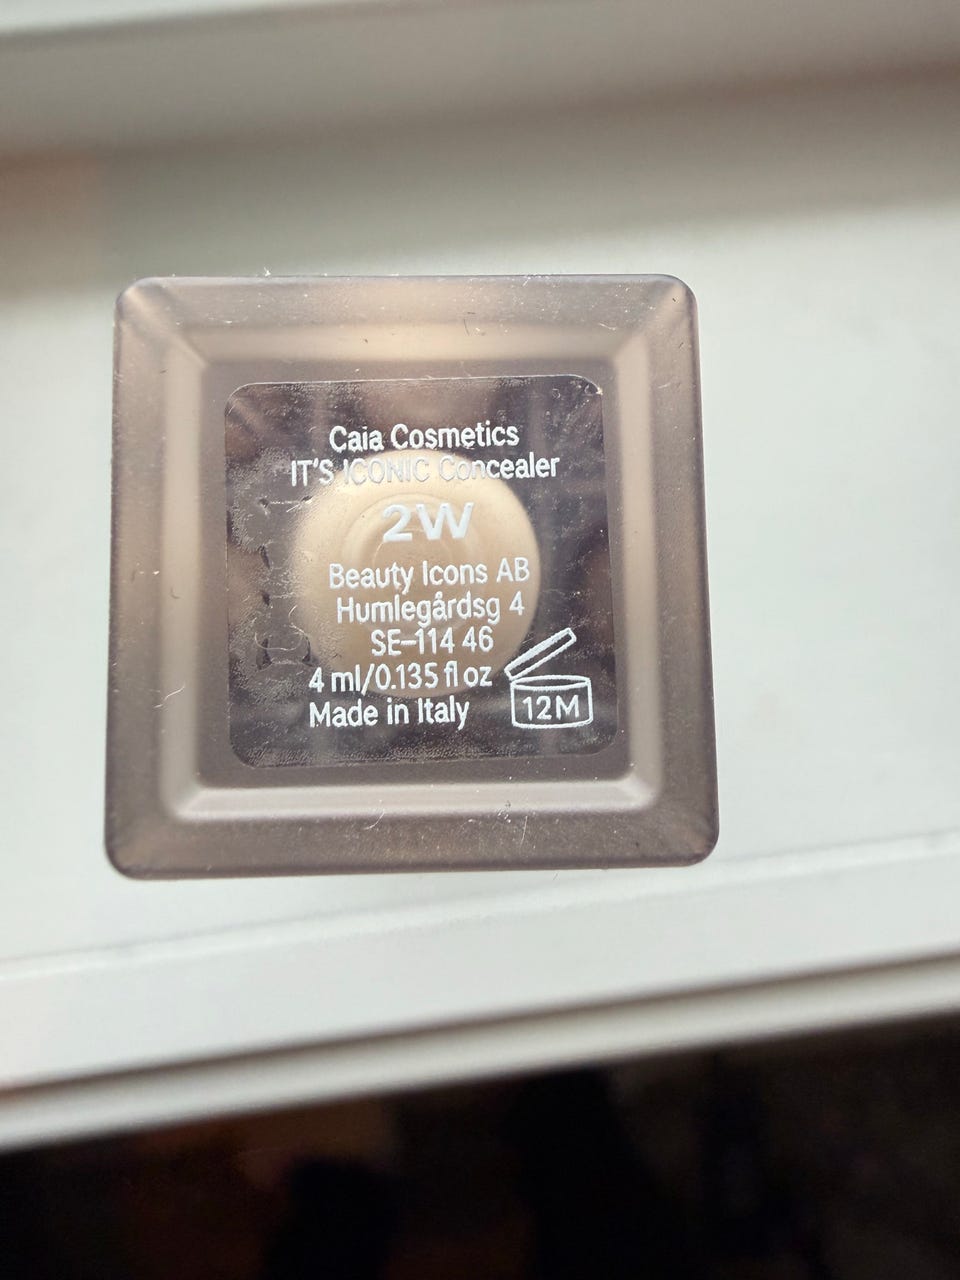 Caia Cosmetics
IT'S ICONIC Concealer
2W
Beauty Icons AB
Humlegårdsg 4
SE-114 46
4 ml/0.135 fl oz
Made in Italy
12M